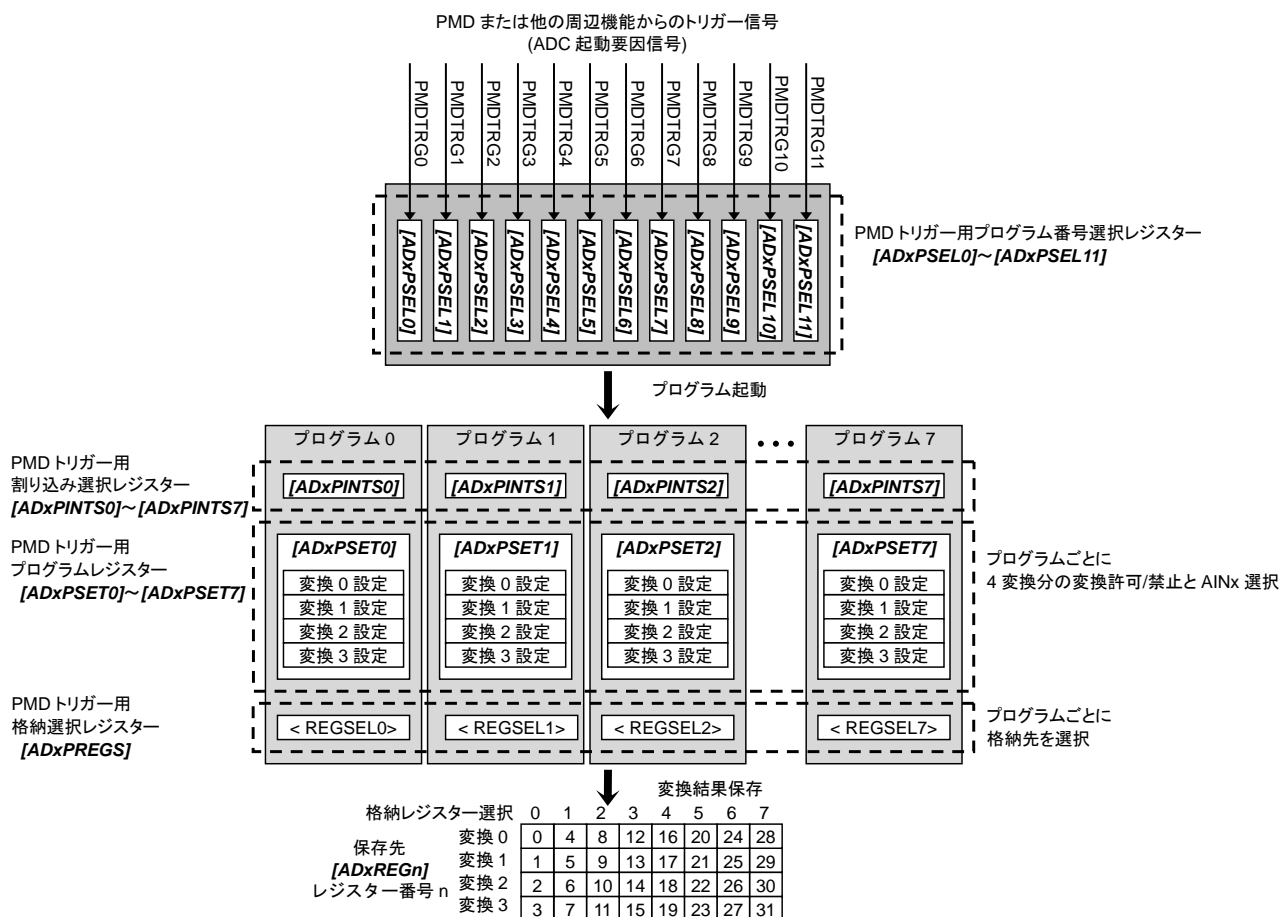 PMD または他の周辺機能からのトリガー信号
(ADC 起動要因信号)
PMDTRG0
PMDTRG1
PMDTRG2
PMDTRG3
PMDTRG4
PMDTRG5
PMDTRG6
PMDTRG7
PMDTRG8
PMDTRG9
PMDTRG10
PMDTRG11
[ADxPSEL0]
[ADxPSEL1]
[ADxPSEL2]
[ADxPSEL3]
[ADxPSEL4]
[ADxPSEL5]
[ADxPSEL6]
[ADxPSEL7]
[ADxPSEL8]
[ADxPSEL9]
[ADxPSEL10]
[ADxPSEL11]
PMD トリガー用プログラム番号選択レジスター
[ADxPSEL0]~[ADxPSEL11]
プログラム起動
プログラム 0
プログラム 1
プログラム 2
• • •
プログラム 7
PMD トリガー用
割り込み選択レジスター
[ADxPINTS0]~[ADxPINTS7]
[ADxPINTS0]
[ADxPINTS1]
[ADxPINTS2]
[ADxPINTS7]
PMD トリガー用
プログラムレジスター
[ADxPSET0]~[ADxPSET7]
[ADxPSET0]
変換 0 設定
変換 1 設定
変換 2 設定
変換 3 設定
[ADxPSET1]
変換 0 設定
変換 1 設定
変換 2 設定
変換 3 設定
[ADxPSET2]
変換 0 設定
変換 1 設定
変換 2 設定
変換 3 設定
[ADxPSET7]
変換 0 設定
変換 1 設定
変換 2 設定
変換 3 設定
プログラムごとに
4 変換分の変換許可/禁止と AINx 選択
PMD トリガー用
格納選択レジスター
[ADxPREGS]
< REGSEL0>
< REGSEL1>
< REGSEL2>
< REGSEL7>
プログラムごとに
格納先を選択
変換結果保存
格納レジスター選択 0 1 2 3 4 5 6 7
保存先
[ADxREGn]
レジスター番号 n
変換 0 0 4 8 12 16 20 24 28
変換 1 1 5 9 13 17 21 25 29
変換 2 2 6 10 14 18 22 26 30
変換 3 3 7 11 15 19 23 27 31